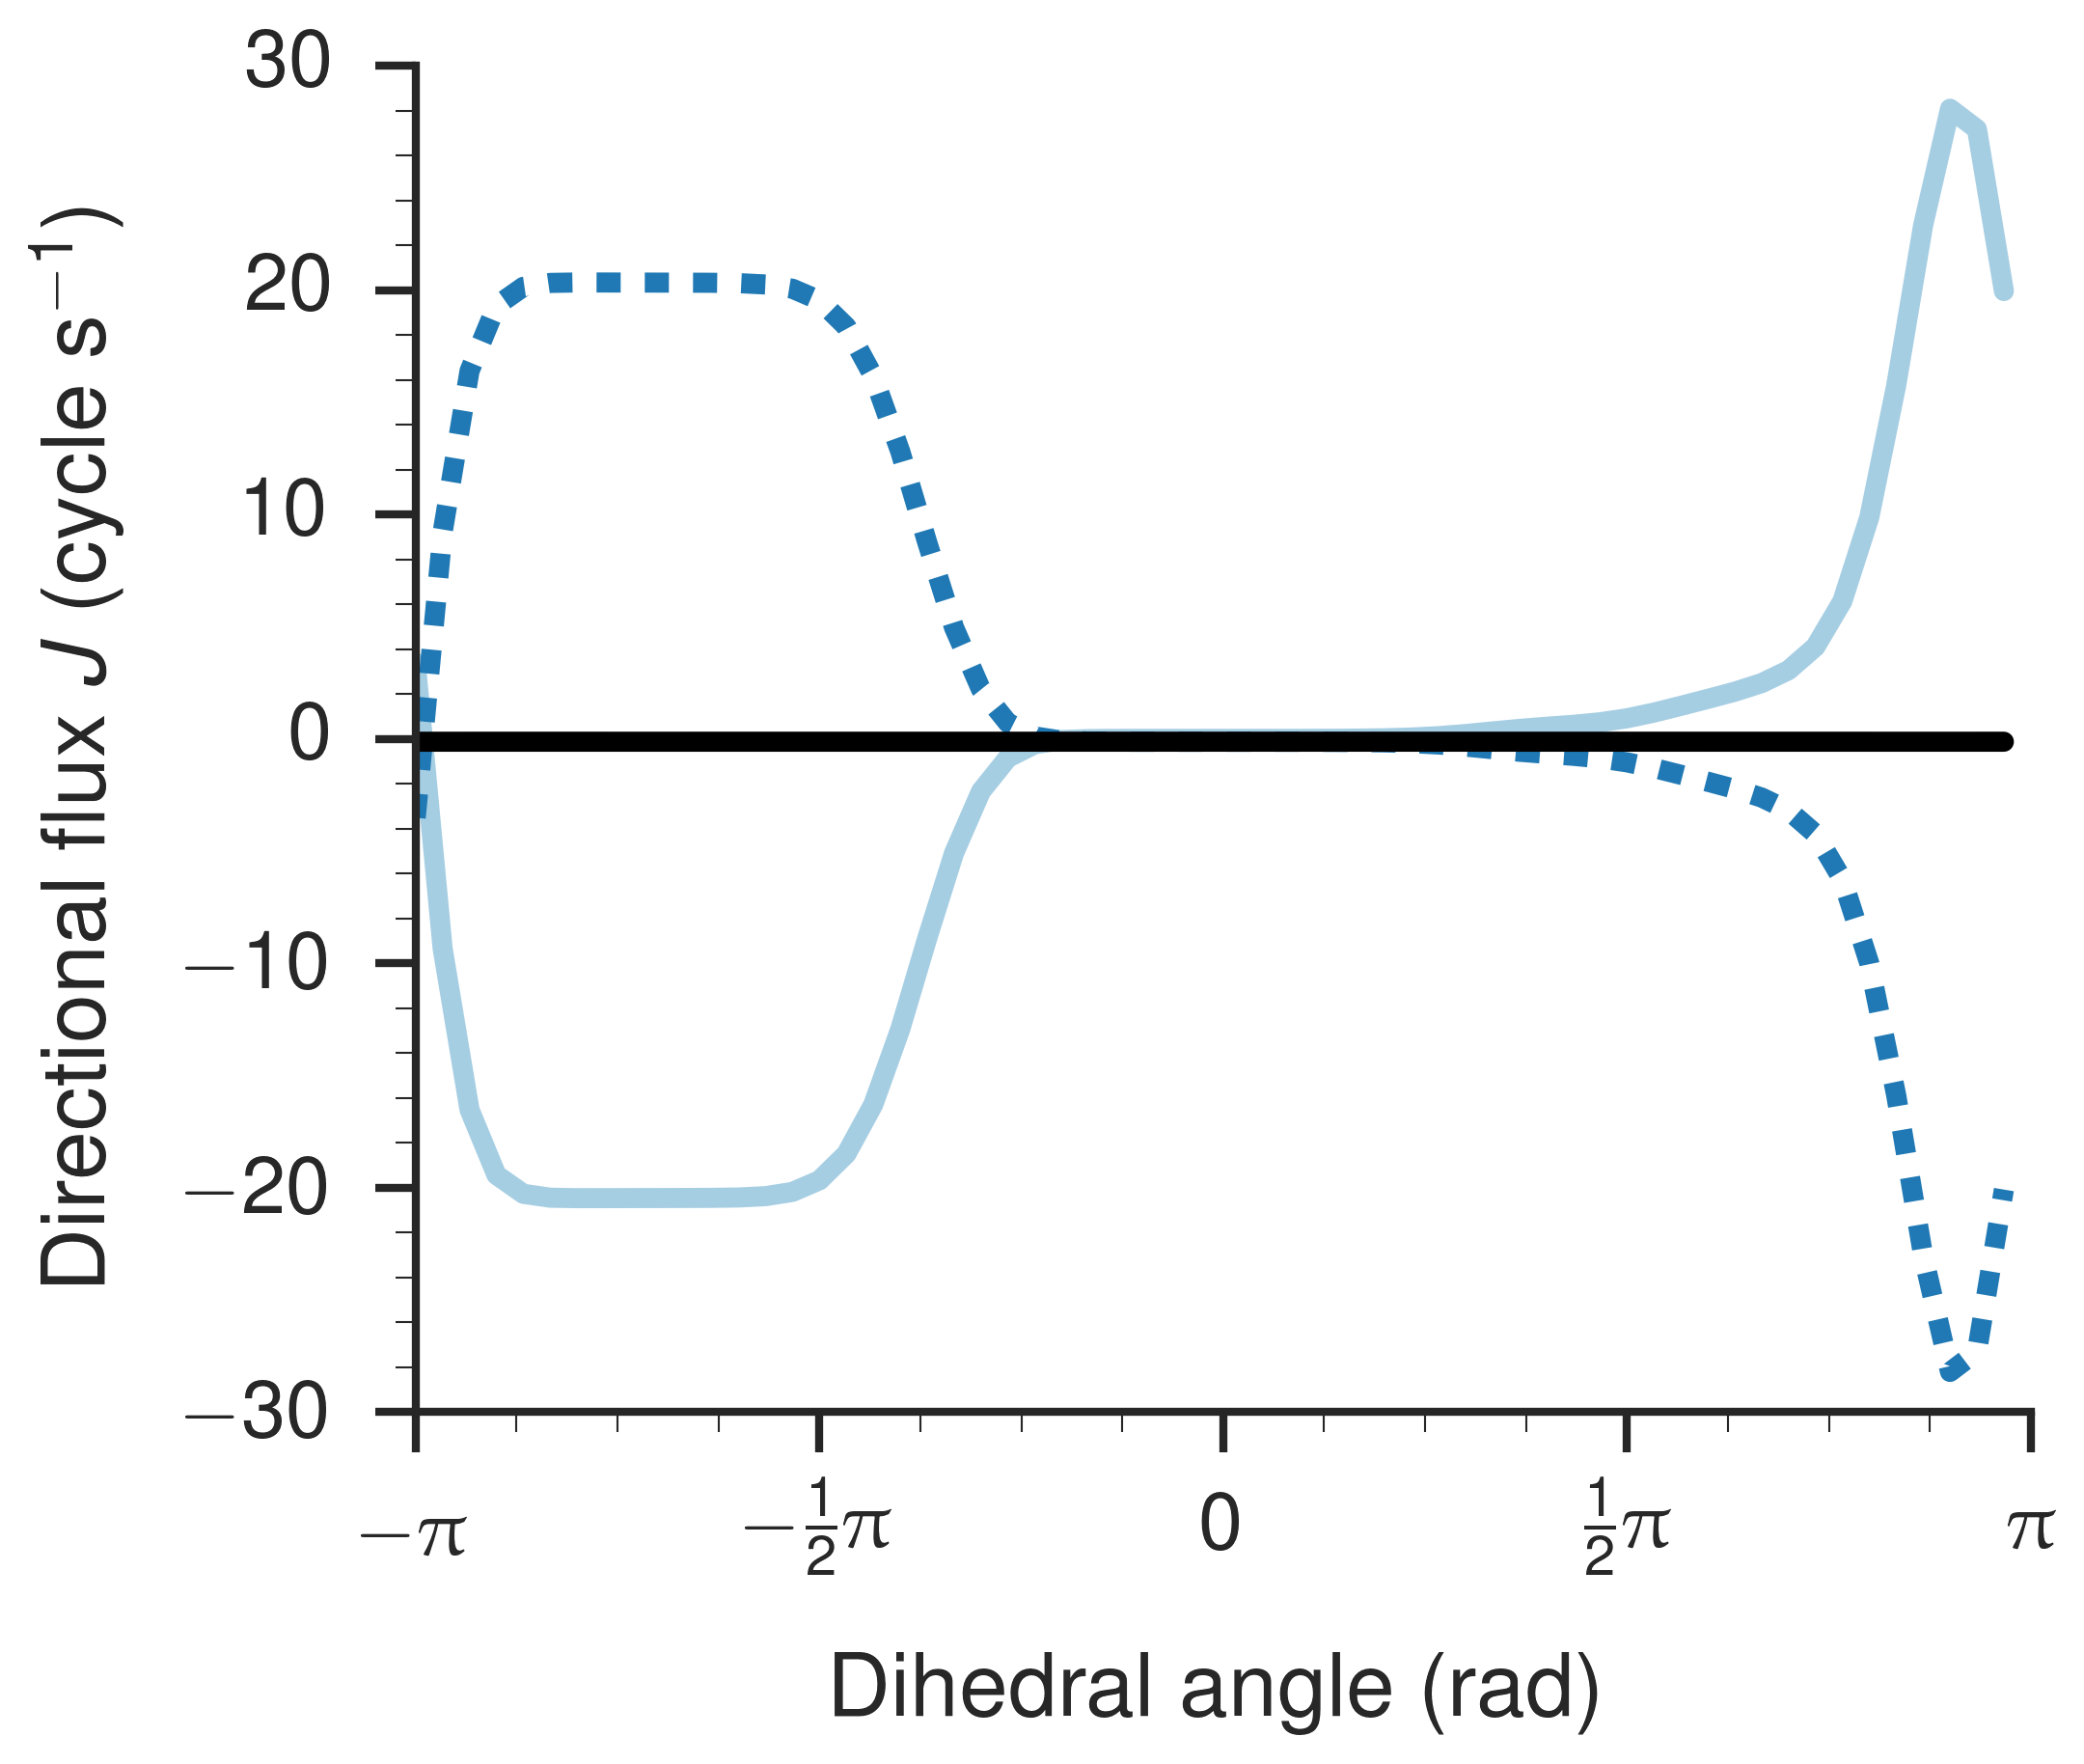 Directional flux J (cycle s⁻¹)
30
20
10
0
−10
−20
−30
−π
−½π
0
½π
π
Dihedral angle (rad)